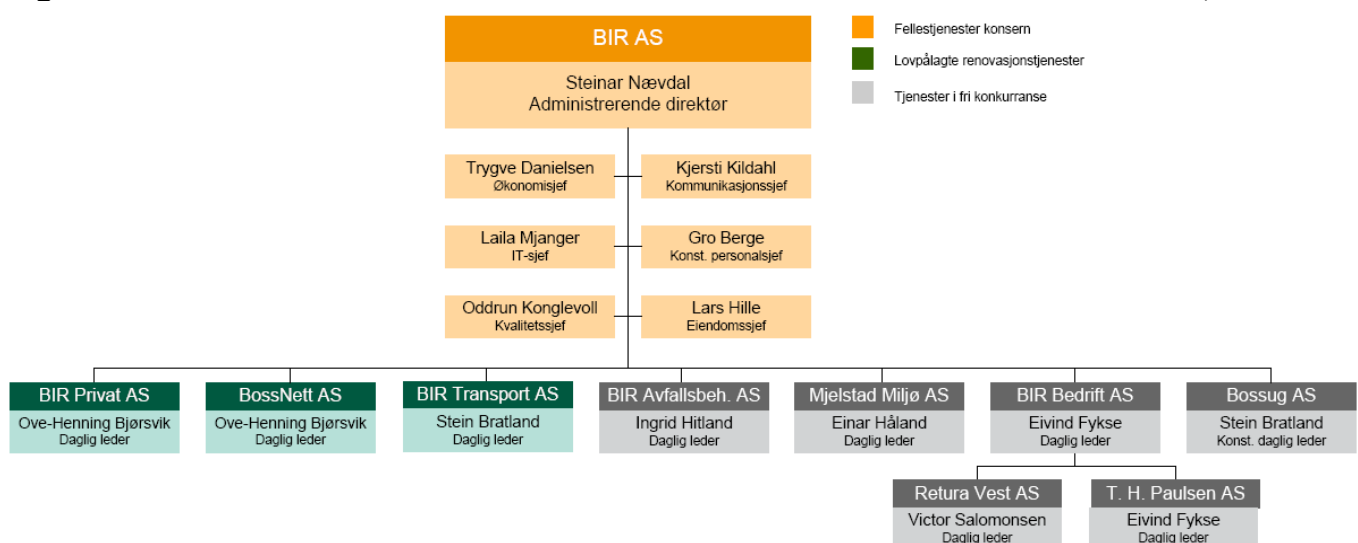 BIR AS
Steinar Nævdal
Administrerende direktør
Fellestjenester konsern
Lovpålagte renovasjonstjenester
Tjenester i fri konkurranse
Trygve Danielsen
Økonomisjef
Kjersti Kildahl
Kommunikasjonssjef
Laila Mjanger
IT-sjef
Gro Berge
Konst. personalsjef
Oddrun Konglevoll
Kvalitetssjef
Lars Hille
Eiendomssjef
BIR Privat AS
Ove-Henning Bjørsvik
Daglig leder
BossNett AS
Ove-Henning Bjørsvik
Daglig leder
BIR Transport AS
Stein Bratland
Daglig leder
BIR Avfallsbeh. AS
Ingrid Hitland
Daglig leder
Mjelstad Miljø AS
Einar Håland
Daglig leder
BIR Bedrift AS
Eivind Fykse
Daglig leder
Bossug AS
Stein Bratland
Konst. daglig leder
Retura Vest AS
Victor Salomonsen
Daglig leder
T. H. Paulsen AS
Eivind Fykse
Daglig leder